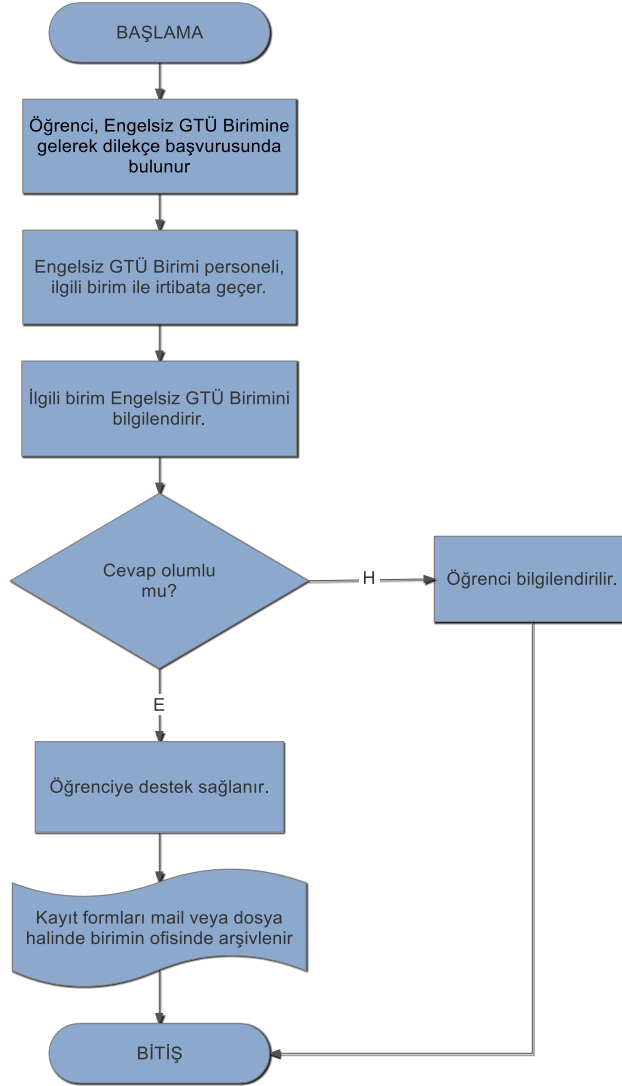 BAŞLAMA
Öğrenci, Engelsiz GTÜ Birimine
gelerek dilekçe başvurusunda
bulunur
Engelsiz GTÜ Birimi personeli,
ilgili birim ile irtibata geçer.
İlgili birim Engelsiz GTÜ Birimini
bilgilendirir.
Cevap olumlu
mu?
H
Öğrenci bilgilendirilir.
E
Öğrenciye destek sağlanır.
Kayıt formları mail veya dosya
halinde birimin ofisinde arşivlenir
BİTİŞ